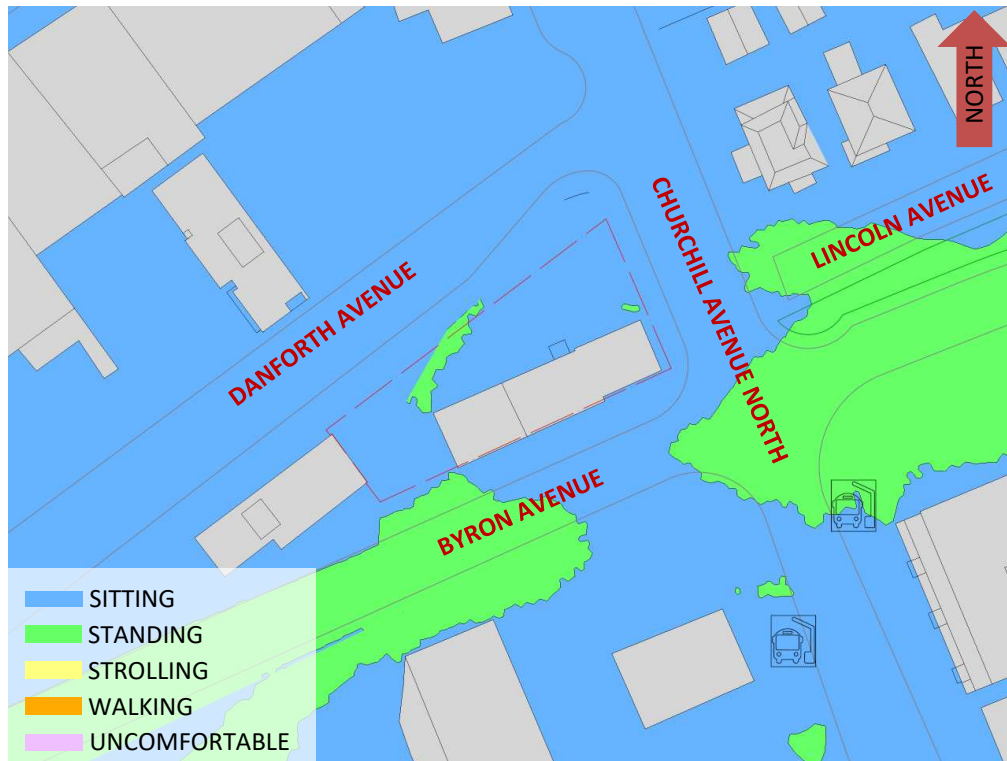 NORTH
CHURCHILL AVENUE NORTH
LINCOLN AVENUE
DANFORTH AVENUE
BYRON AVENUE
SITTING
STANDING
STROLLING
WALKING
UNCOMFORTABLE